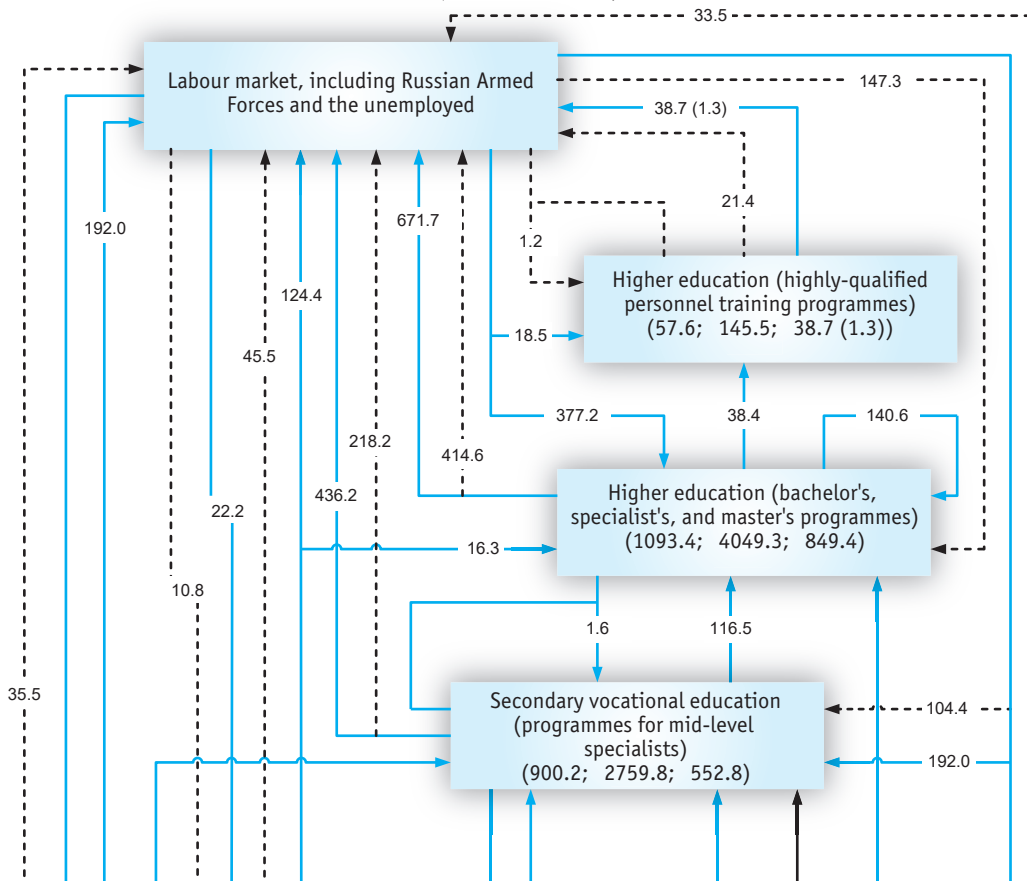 33.5
Labour market, including Russian Armed
Forces and the unemployed
147.3
38.7 (1.3)
192.0
671.7
21.4
1.2
124.4
Higher education (highly-qualified
personnel training programmes)
(57.6; 145.5; 38.7 (1.3))
18.5
45.5
377.2
38.4
140.6
218.2
414.6
436.2
22.2
Higher education (bachelor's,
specialist's, and master's programmes)
(1093.4; 4049.3; 849.4)
16.3
10.8
1.6
116.5
35.5
Secondary vocational education
(programmes for mid-level
specialists)
(900.2; 2759.8; 552.8)
104.4
192.0